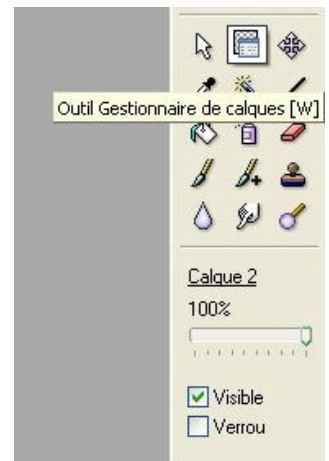 Outil Gestionnaire de calques [W]
Calque 2
100%
Visible
Verrou